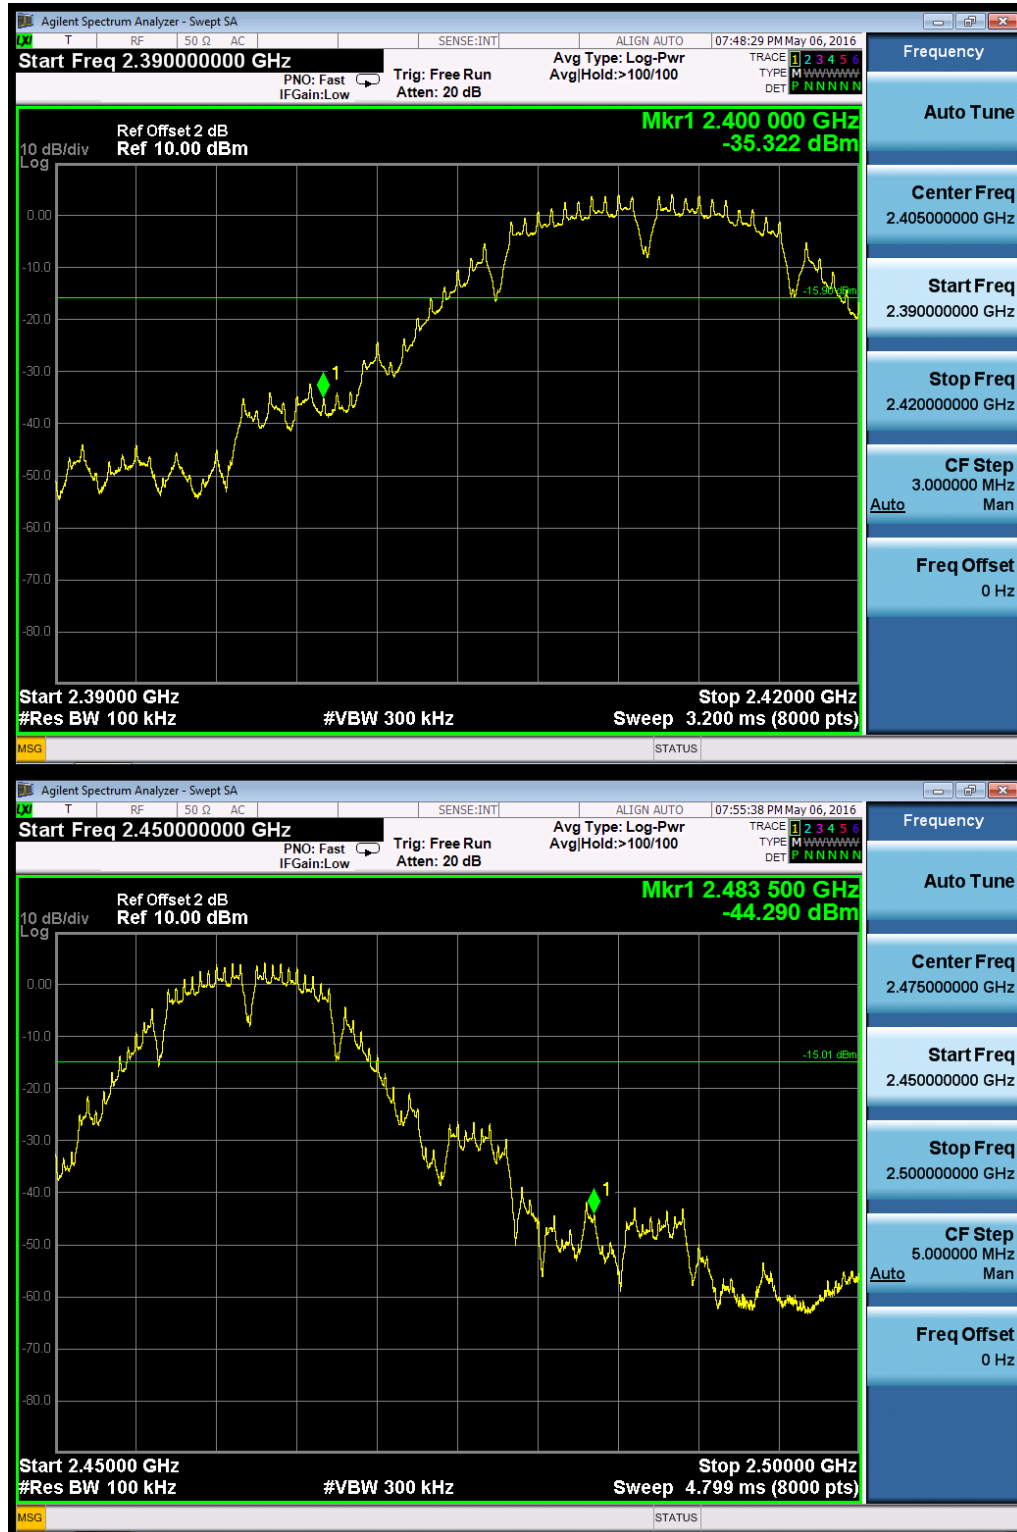 Agilent Spectrum Analyzer - Swept SA
LXI T RF 50 Ω AC SENSE:INT ALIGN AUTO 07:48:29 PM May 06, 2016
Start Freq 2.390000000 GHz
PNO: Fast
IFGain:Low
Trig: Free Run
Atten: 20 dB
Avg Type: Log-Pwr
Avg|Hold:>100/100
TRACE 1 2 3 4 5 6
TYPE M WWWWW
DET P N N N N N
Mkr1 2.400 000 GHz
-35.322 dBm
Ref Offset 2 dB
10 dB/div Ref 10.00 dBm
Log
0.00
-10.0
-15.90 dBm
-20.0
-30.0
1
-40.0
-50.0
-60.0
-70.0
-80.0
Start 2.39000 GHz Stop 2.42000 GHz
#Res BW 100 kHz #VBW 300 kHz Sweep 3.200 ms (8000 pts)
MSG STATUS
Frequency
Auto Tune
Center Freq
2.405000000 GHz
Start Freq
2.390000000 GHz
Stop Freq
2.420000000 GHz
CF Step
3.000000 MHz
Auto Man
Freq Offset
0 Hz
Agilent Spectrum Analyzer - Swept SA
LXI T RF 50 Ω AC SENSE:INT ALIGN AUTO 07:55:38 PM May 06, 2016
Start Freq 2.450000000 GHz
PNO: Fast
IFGain:Low
Trig: Free Run
Atten: 20 dB
Avg Type: Log-Pwr
Avg|Hold:>100/100
TRACE 1 2 3 4 5 6
TYPE M WWWWW
DET P N N N N N
Mkr1 2.483 500 GHz
-44.290 dBm
Ref Offset 2 dB
10 dB/div Ref 10.00 dBm
Log
0.00
-10.0
-15.01 dBm
-20.0
-30.0
-40.0
1
-50.0
-60.0
-70.0
-80.0
Start 2.45000 GHz Stop 2.50000 GHz
#Res BW 100 kHz #VBW 300 kHz Sweep 4.799 ms (8000 pts)
MSG STATUS
Frequency
Auto Tune
Center Freq
2.475000000 GHz
Start Freq
2.450000000 GHz
Stop Freq
2.500000000 GHz
CF Step
5.000000 MHz
Auto Man
Freq Offset
0 Hz